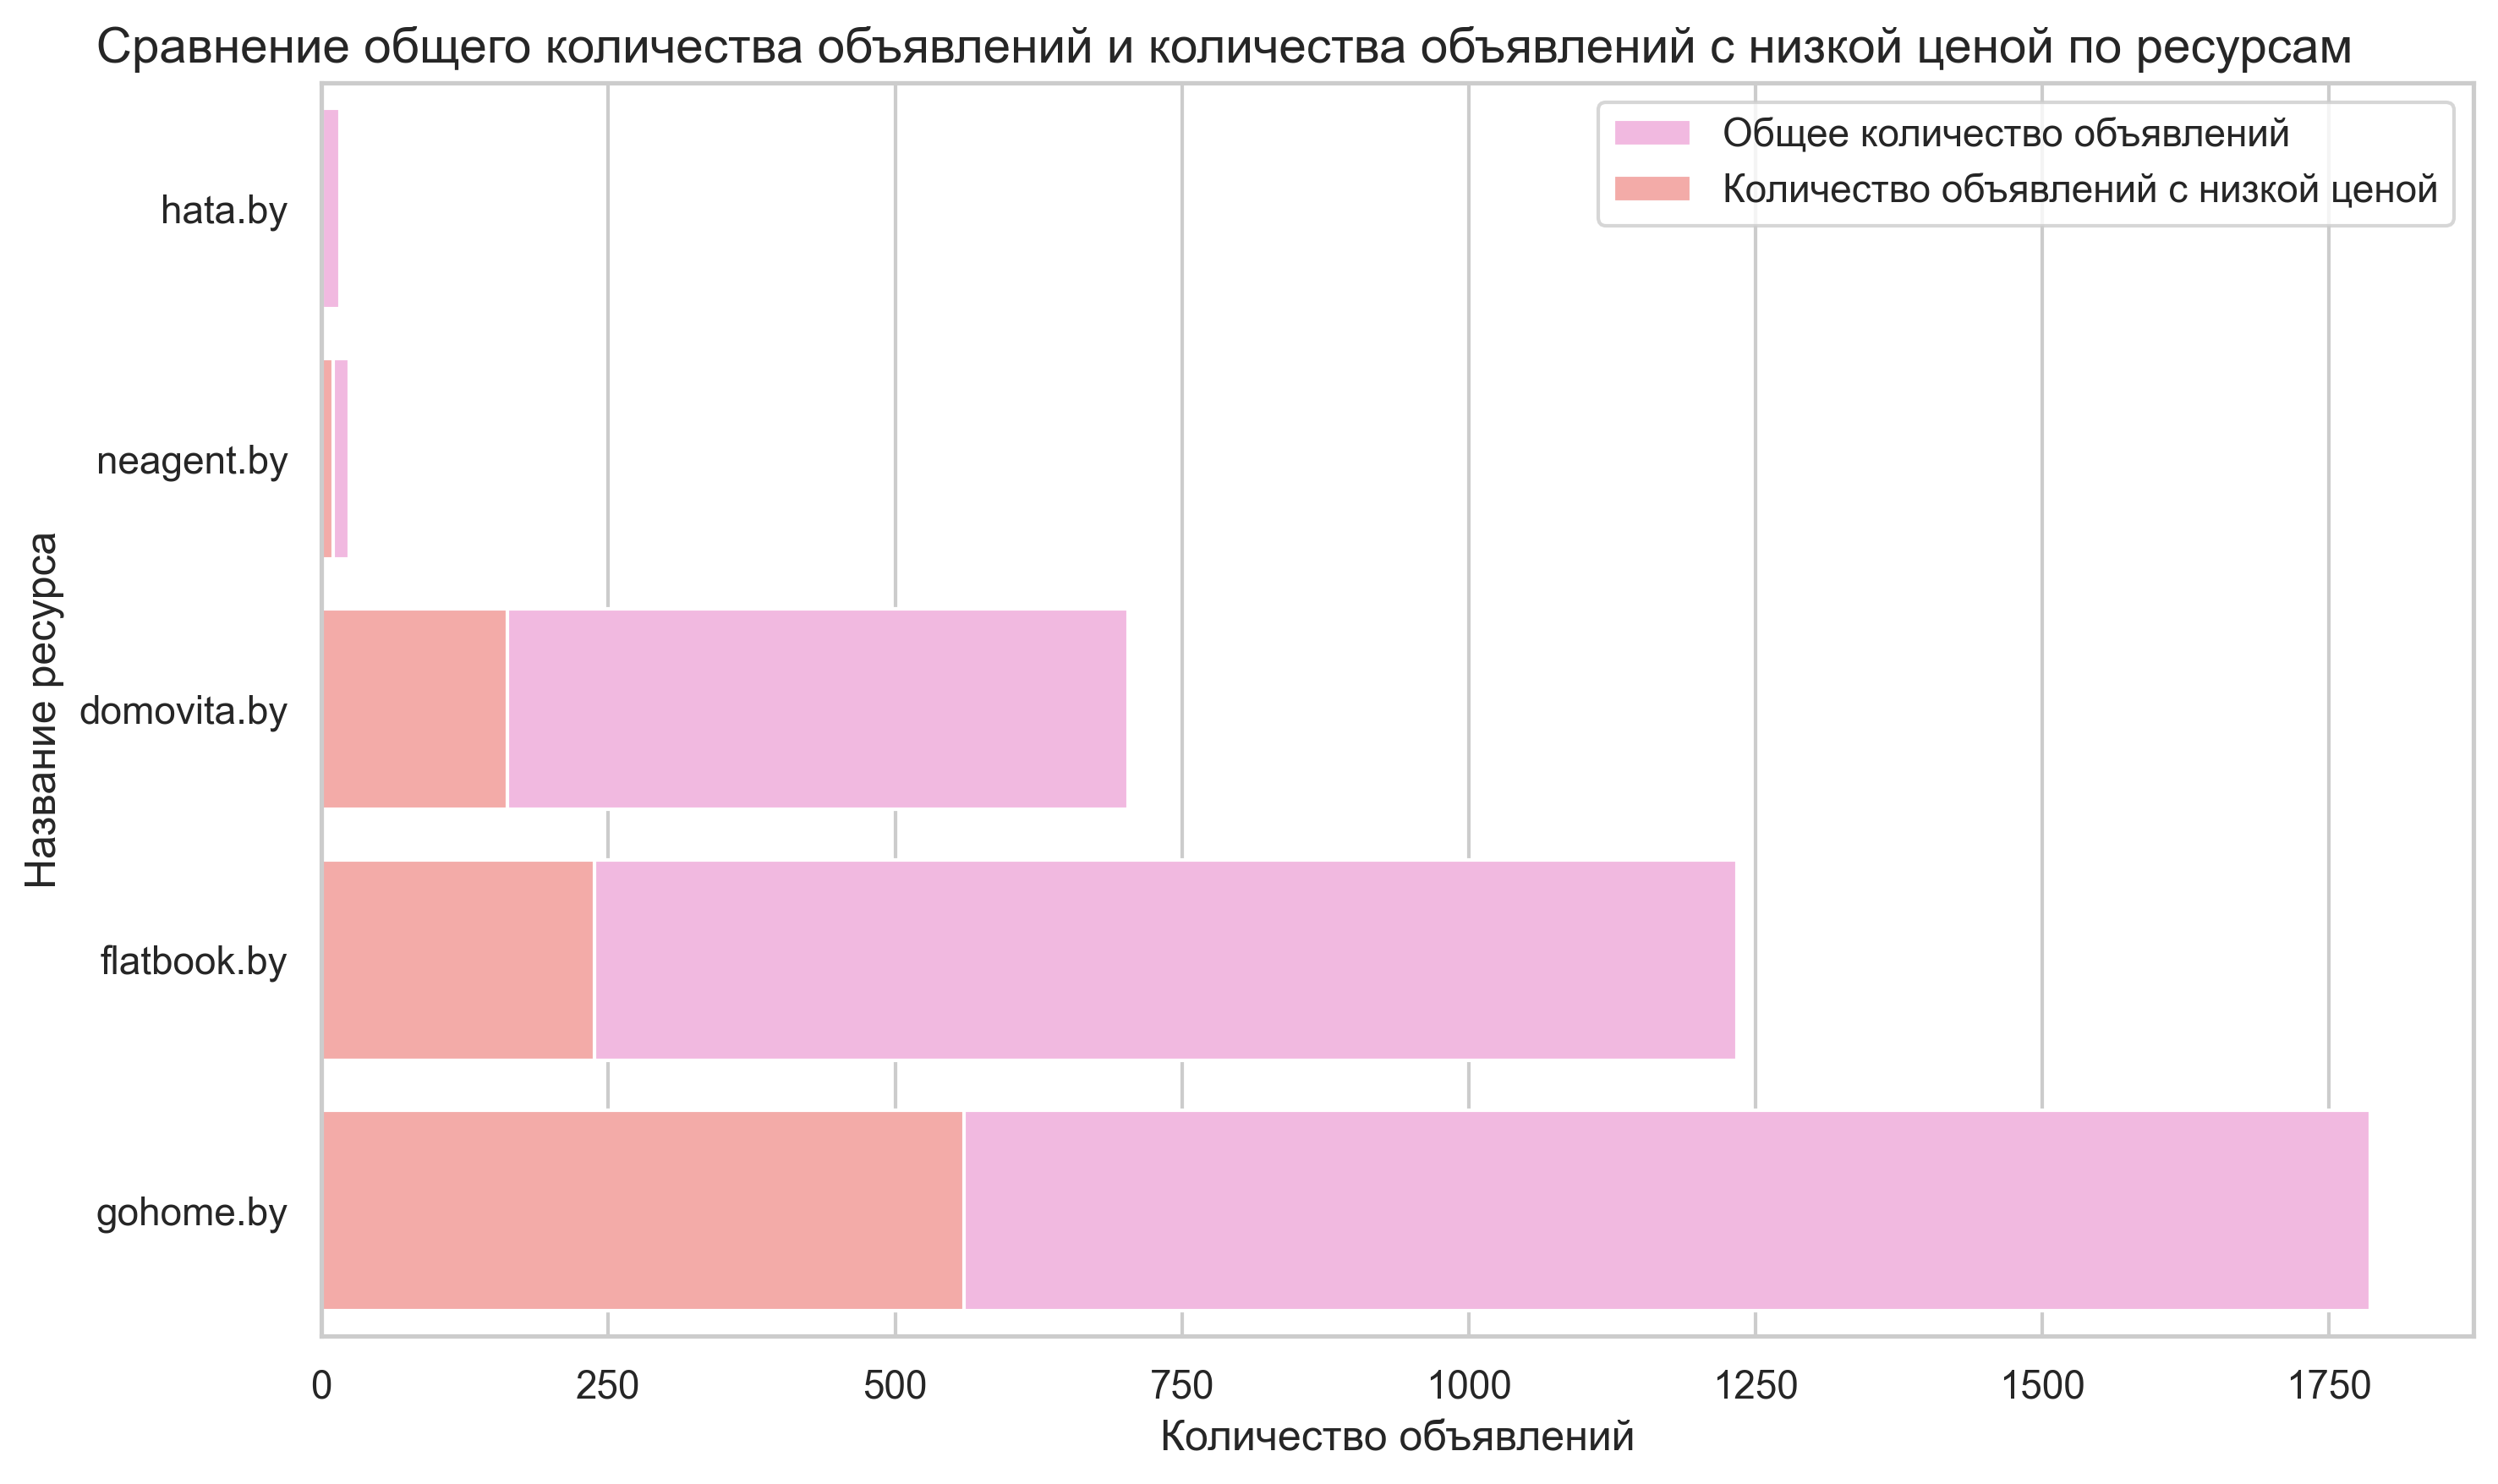 Сравнение общего количества объявлений и количества объявлений с низкой ценой по ресурсам
Общее количество объявлений
Количество объявлений с низкой ценой
Название ресурса
hata.by
neagent.by
domovita.by
flatbook.by
gohome.by
0 250 500 750 1000 1250 1500 1750
Количество объявлений